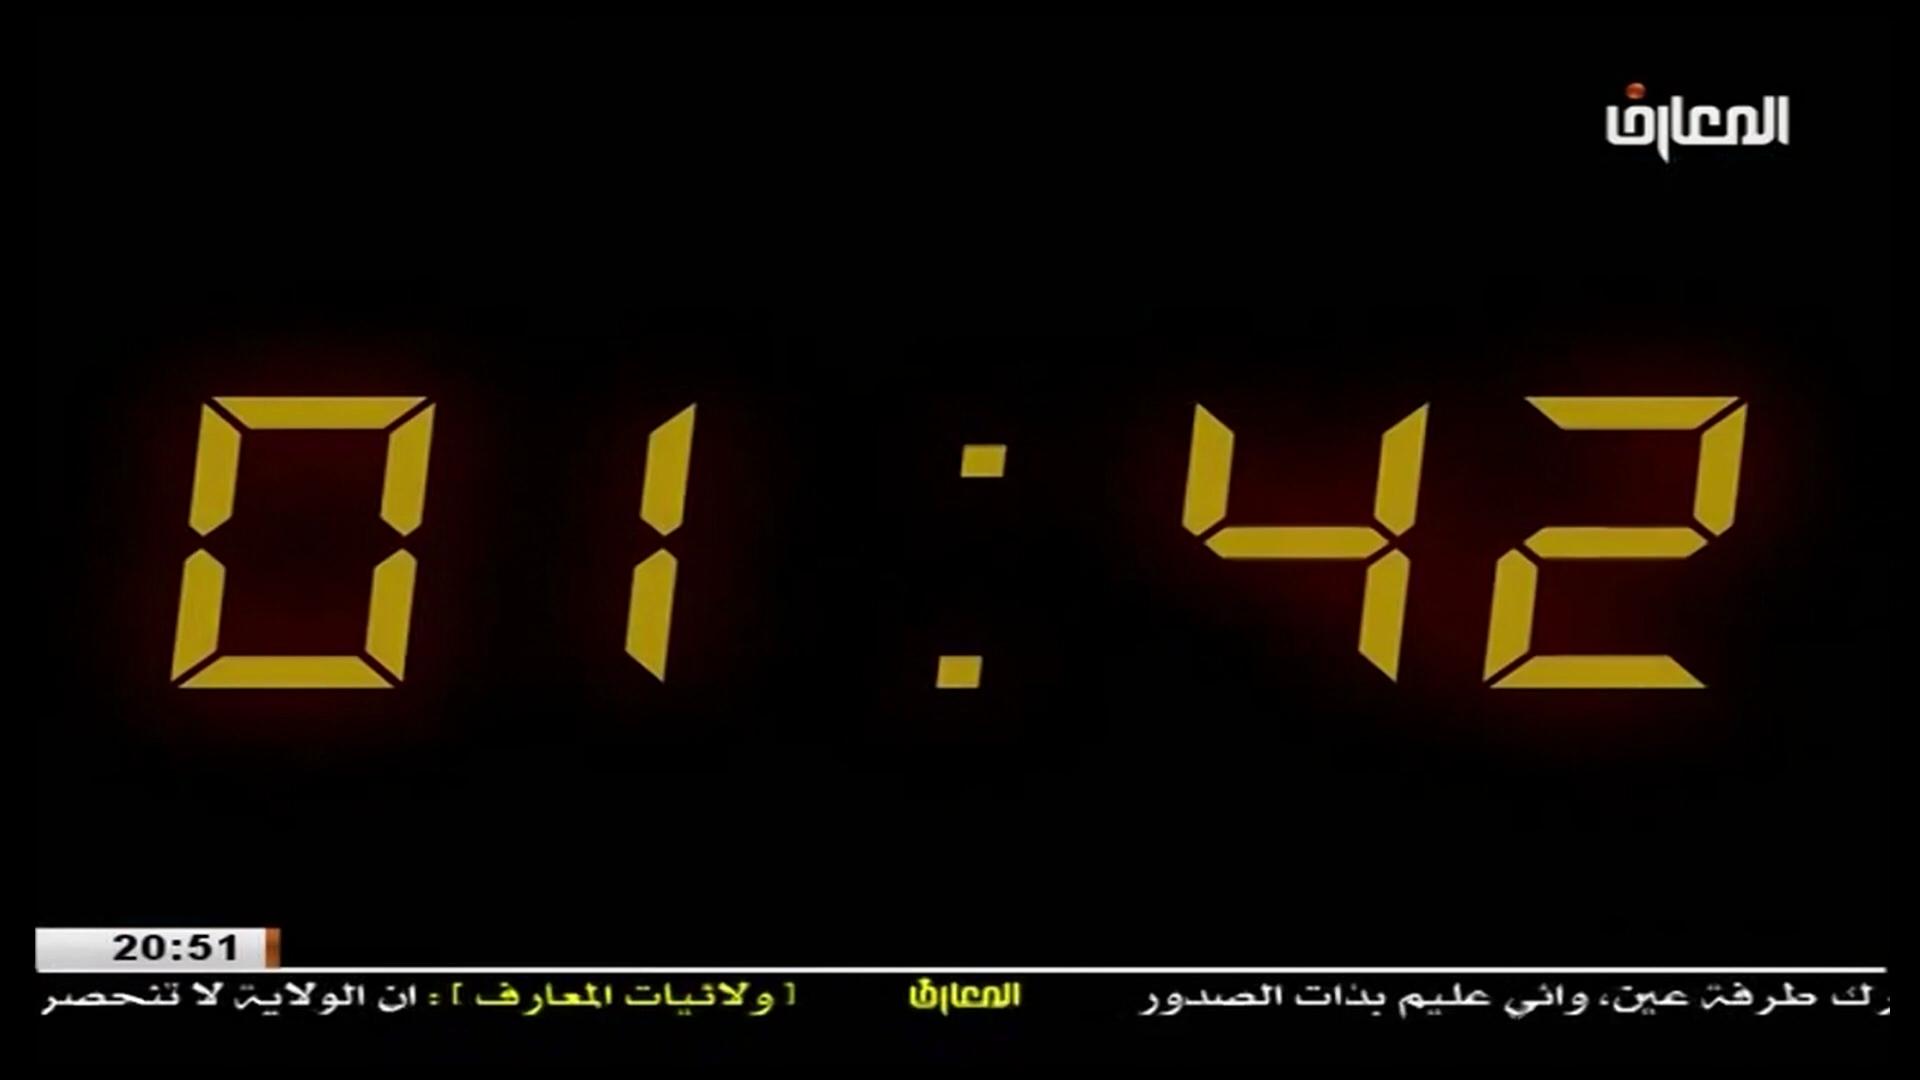 المعارف
01:42
20:51
رك طرفة عين، واني عليم بذات الصدور المعارف [ ولائيات المعارف ] : ان الولاية لا تنحصر